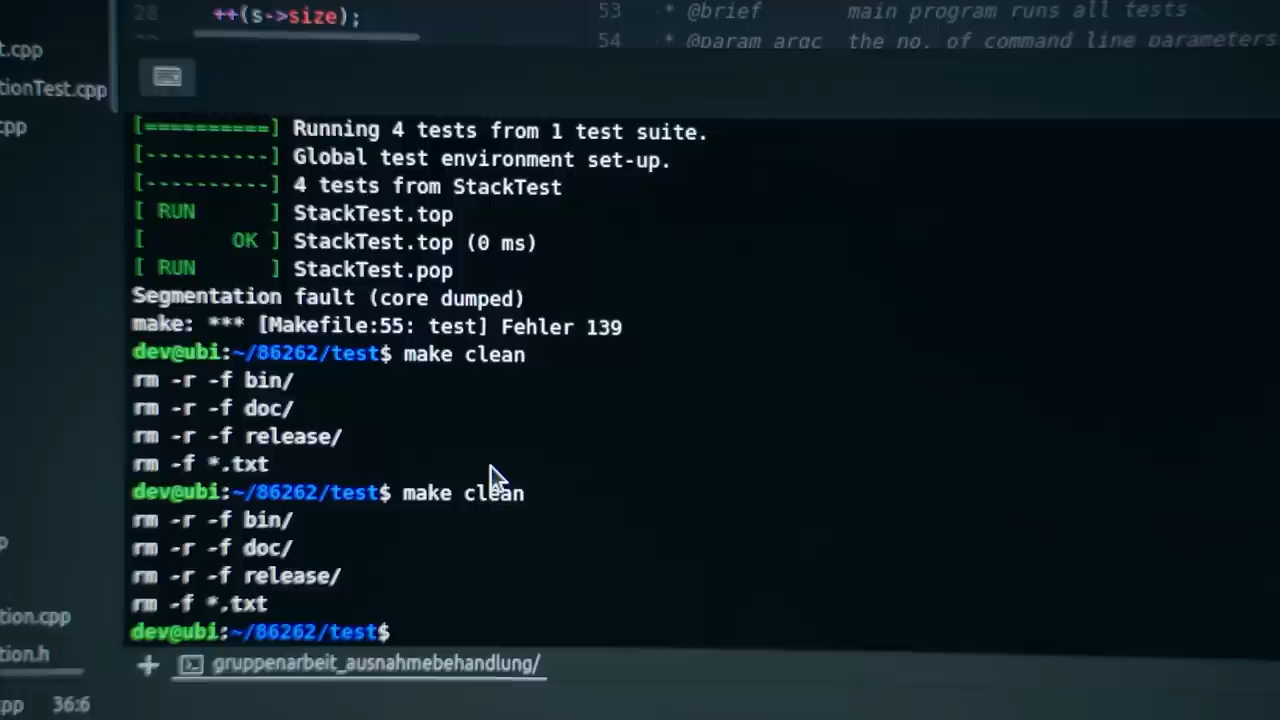 28 ++(s->size);
53 * @brief main program runs all tests
54 * @param argc the no. of command line parameters
t.cpp
tionTest.cpp
cpp
[==========] Running 4 tests from 1 test suite.
[----------] Global test environment set-up.
[----------] 4 tests from StackTest
[ RUN      ] StackTest.top
[       OK ] StackTest.top (0 ms)
[ RUN      ] StackTest.pop
Segmentation fault (core dumped)
make: *** [Makefile:55: test] Fehler 139
dev@ubi:~/86262/test$ make clean
rm -r -f bin/
rm -r -f doc/
rm -r -f release/
rm -f *.txt
dev@ubi:~/86262/test$ make clean
rm -r -f bin/
rm -r -f doc/
rm -r -f release/
rm -f *.txt
dev@ubi:~/86262/test$
p
tion.cpp
tion.h
+ gruppenarbeit_ausnahmebehandlung/
cpp 36:6